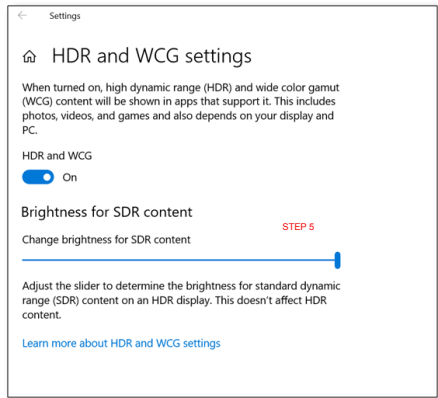 Settings
HDR and WCG settings
When turned on, high dynamic range (HDR) and wide color gamut
(WCG) content will be shown in apps that support it. This includes
photos, videos, and games and also depends on your display and
PC.
HDR and WCG
On
Brightness for SDR content
STEP 5
Change brightness for SDR content
Adjust the slider to determine the brightness for standard dynamic
range (SDR) content on an HDR display. This doesn't affect HDR
content.
Learn more about HDR and WCG settings